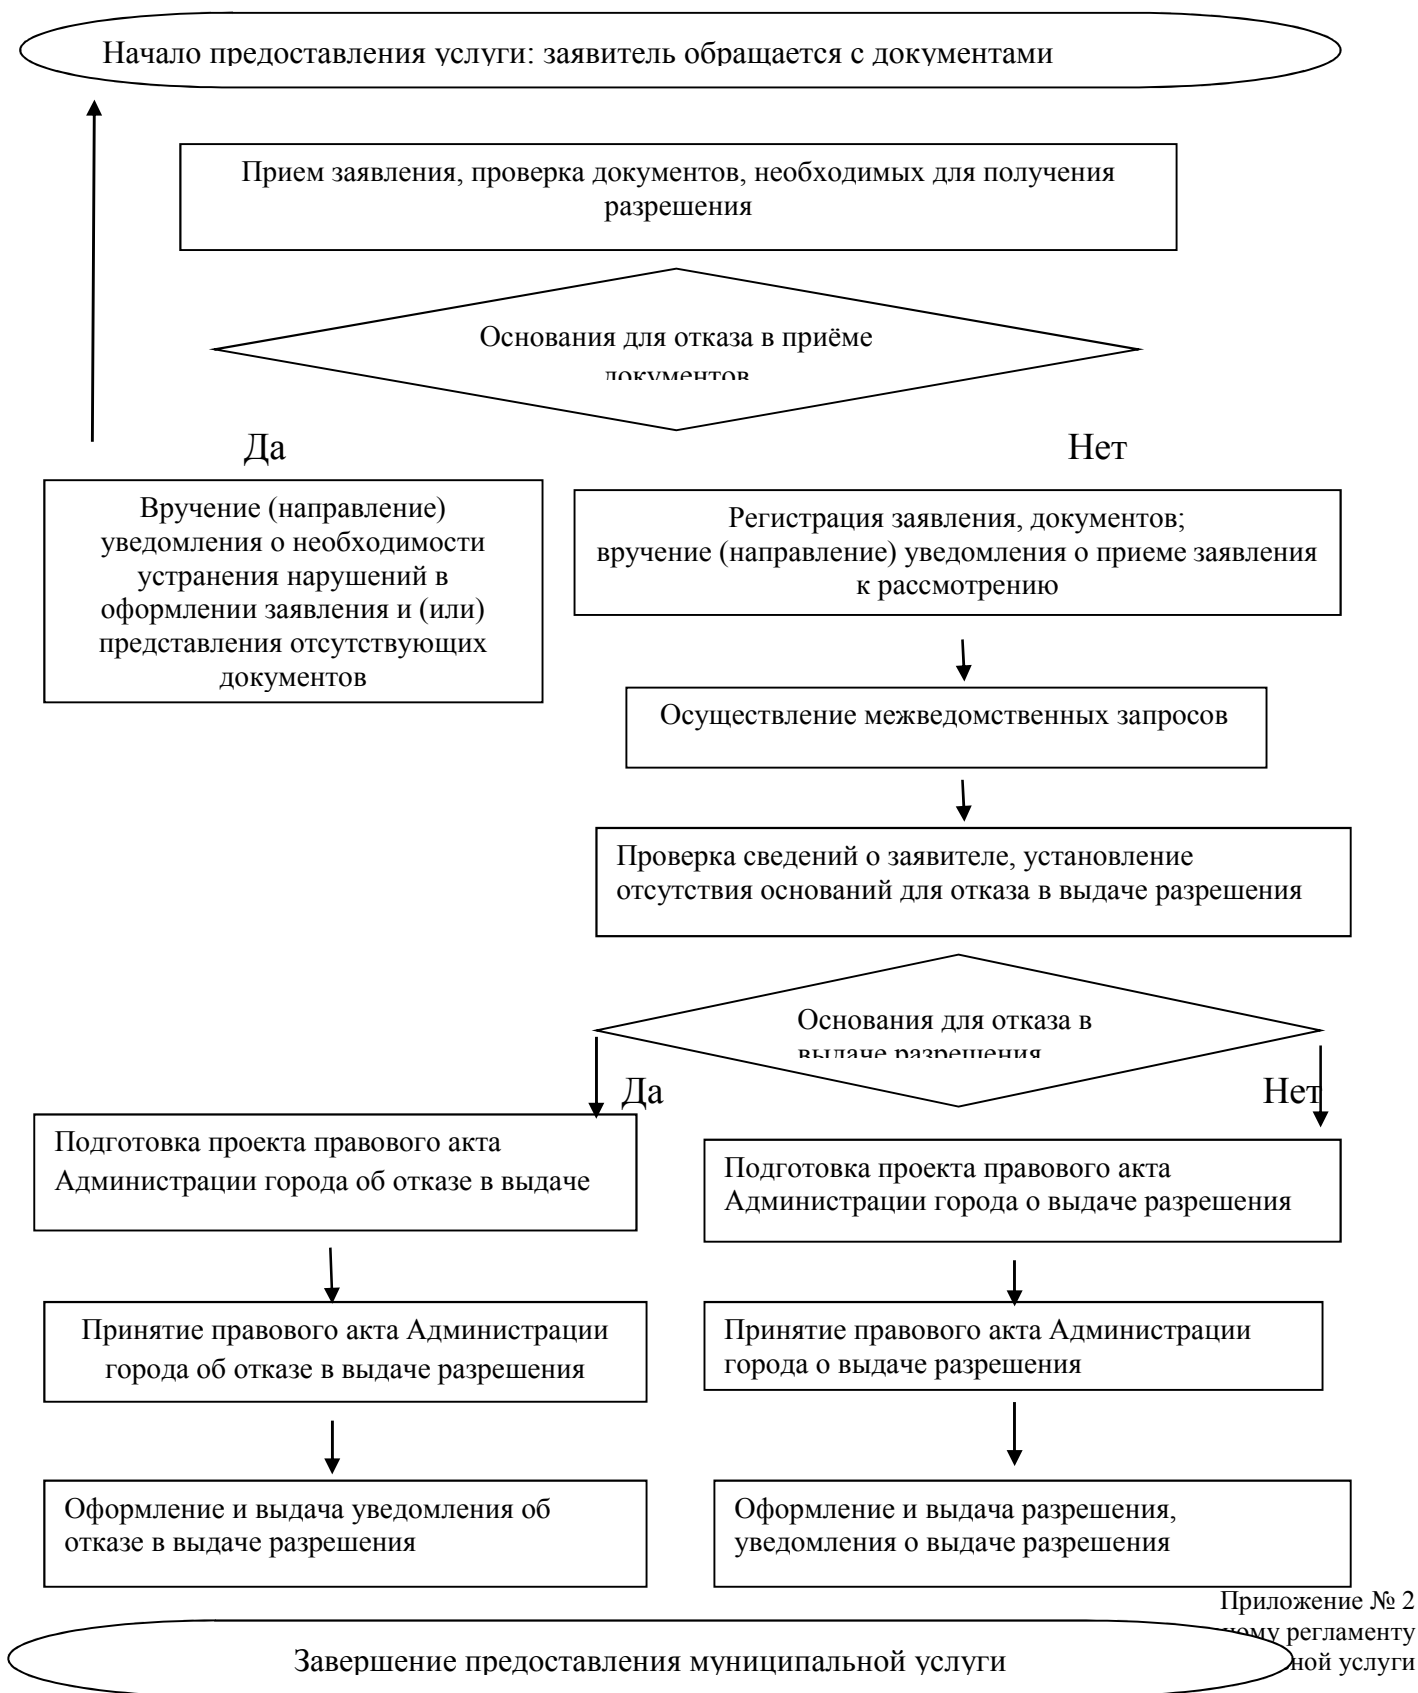 Начало предоставления услуги: заявитель обращается с документами
Прием заявления, проверка документов, необходимых для получения
разрешения
Основания для отказа в приёме
документов
Да
Нет
Вручение (направление)
уведомления о необходимости
устранения нарушений в
оформлении заявления и (или)
представления отсутствующих
документов
Регистрация заявления, документов;
вручение (направление) уведомления о приеме заявления
к рассмотрению
Осуществление межведомственных запросов
Проверка сведений о заявителе, установление
отсутствия оснований для отказа в выдаче разрешения
Основания для отказа в
выдаче разрешения
Да
Нет
Подготовка проекта правового акта
Администрации города об отказе в выдаче
Подготовка проекта правового акта
Администрации города о выдаче разрешения
Принятие правового акта Администрации
города об отказе в выдаче разрешения
Принятие правового акта Администрации
города о выдаче разрешения
Оформление и выдача уведомления об
отказе в выдаче разрешения
Оформление и выдача разрешения,
уведомления о выдаче разрешения
Приложение № 2
регламенту
услуги
Завершение предоставления муниципальной услуги